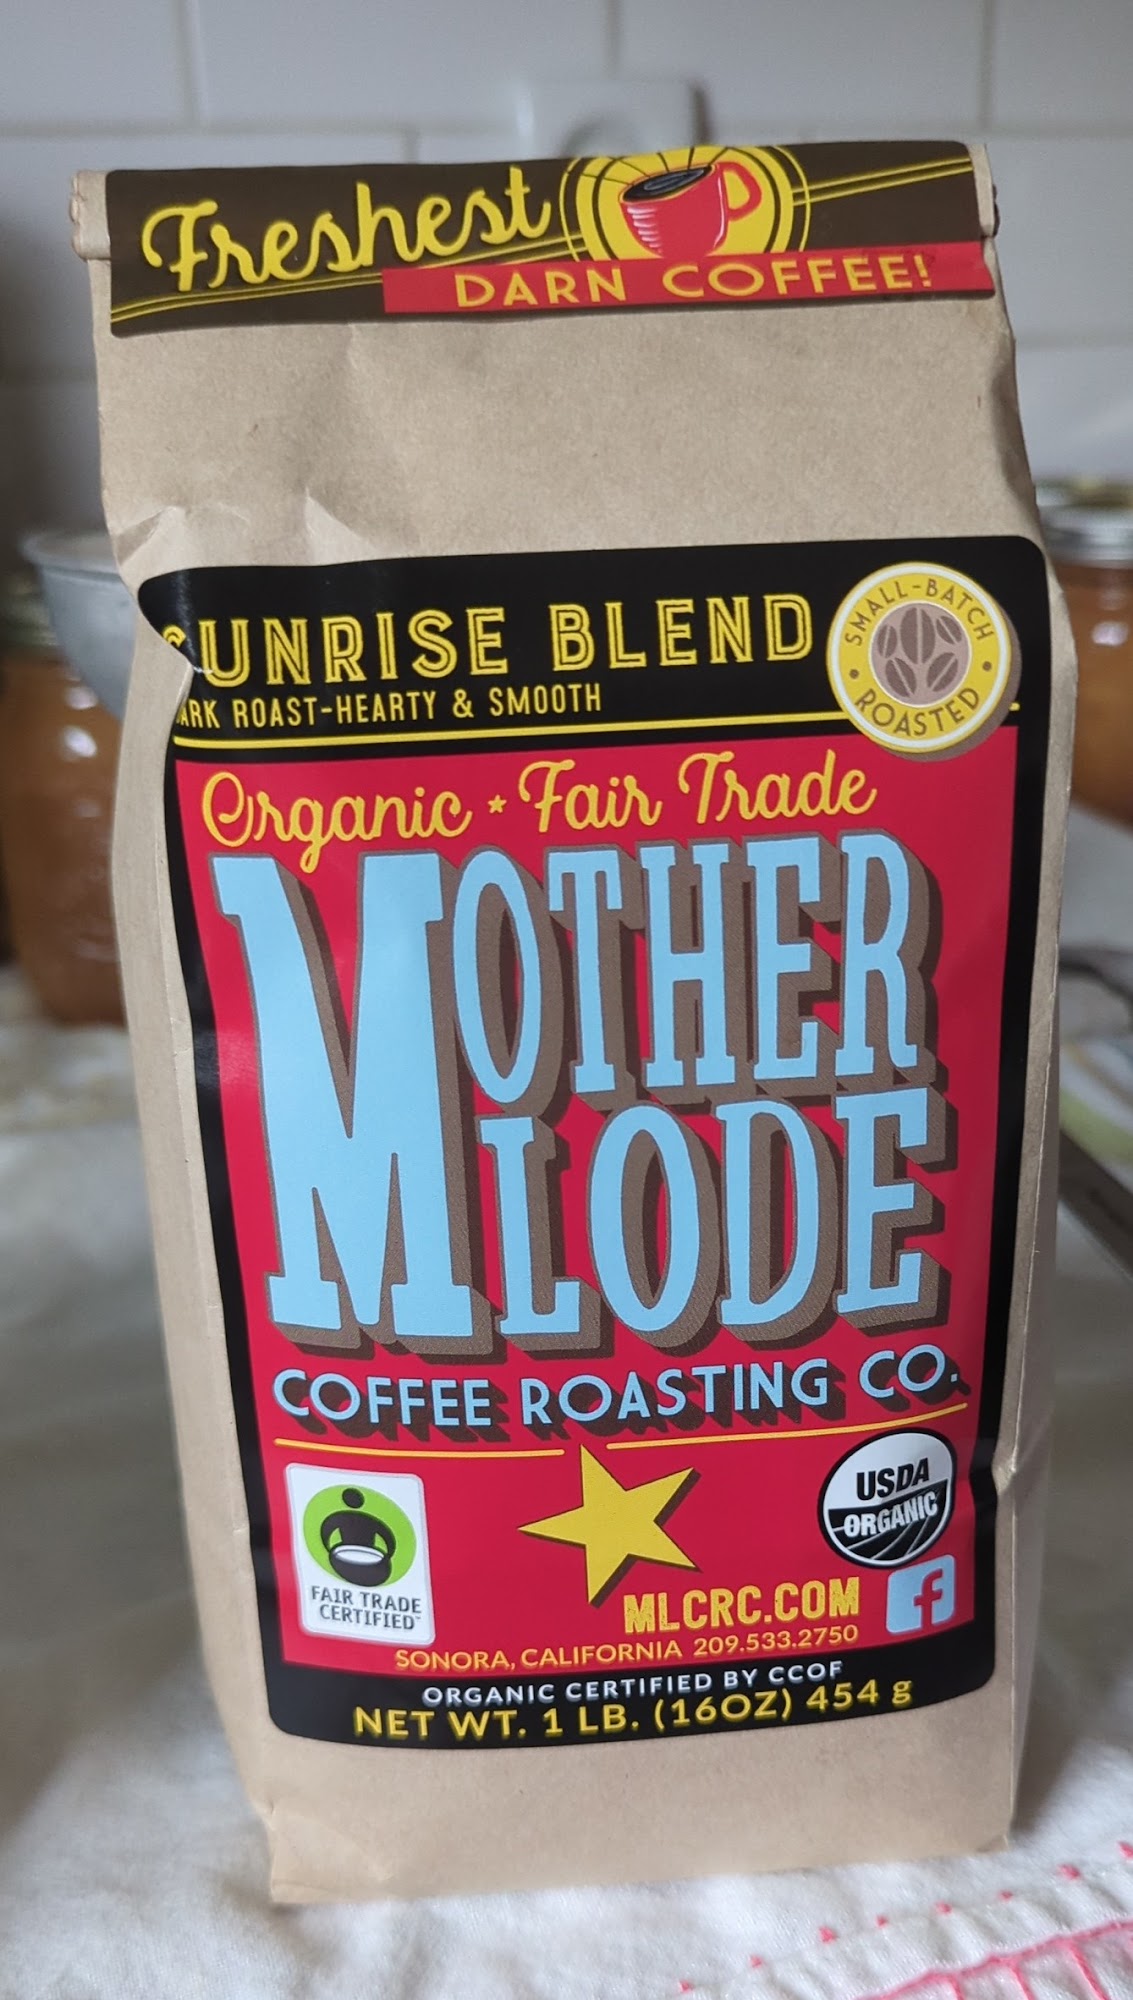 Freshest
DARN COFFEE!
SUNRISE BLEND
DARK ROAST-HEARTY & SMOOTH
SMALL-BATCH
ROASTED
Organic * Fair Trade
MOTHER
LODE
COFFEE ROASTING CO.
FAIR TRADE
CERTIFIED
USDA
ORGANIC
MLCRC.COM
f
SONORA, CALIFORNIA 209.533.2750
ORGANIC CERTIFIED BY CCOF
NET WT. 1 LB. (16OZ) 454 g